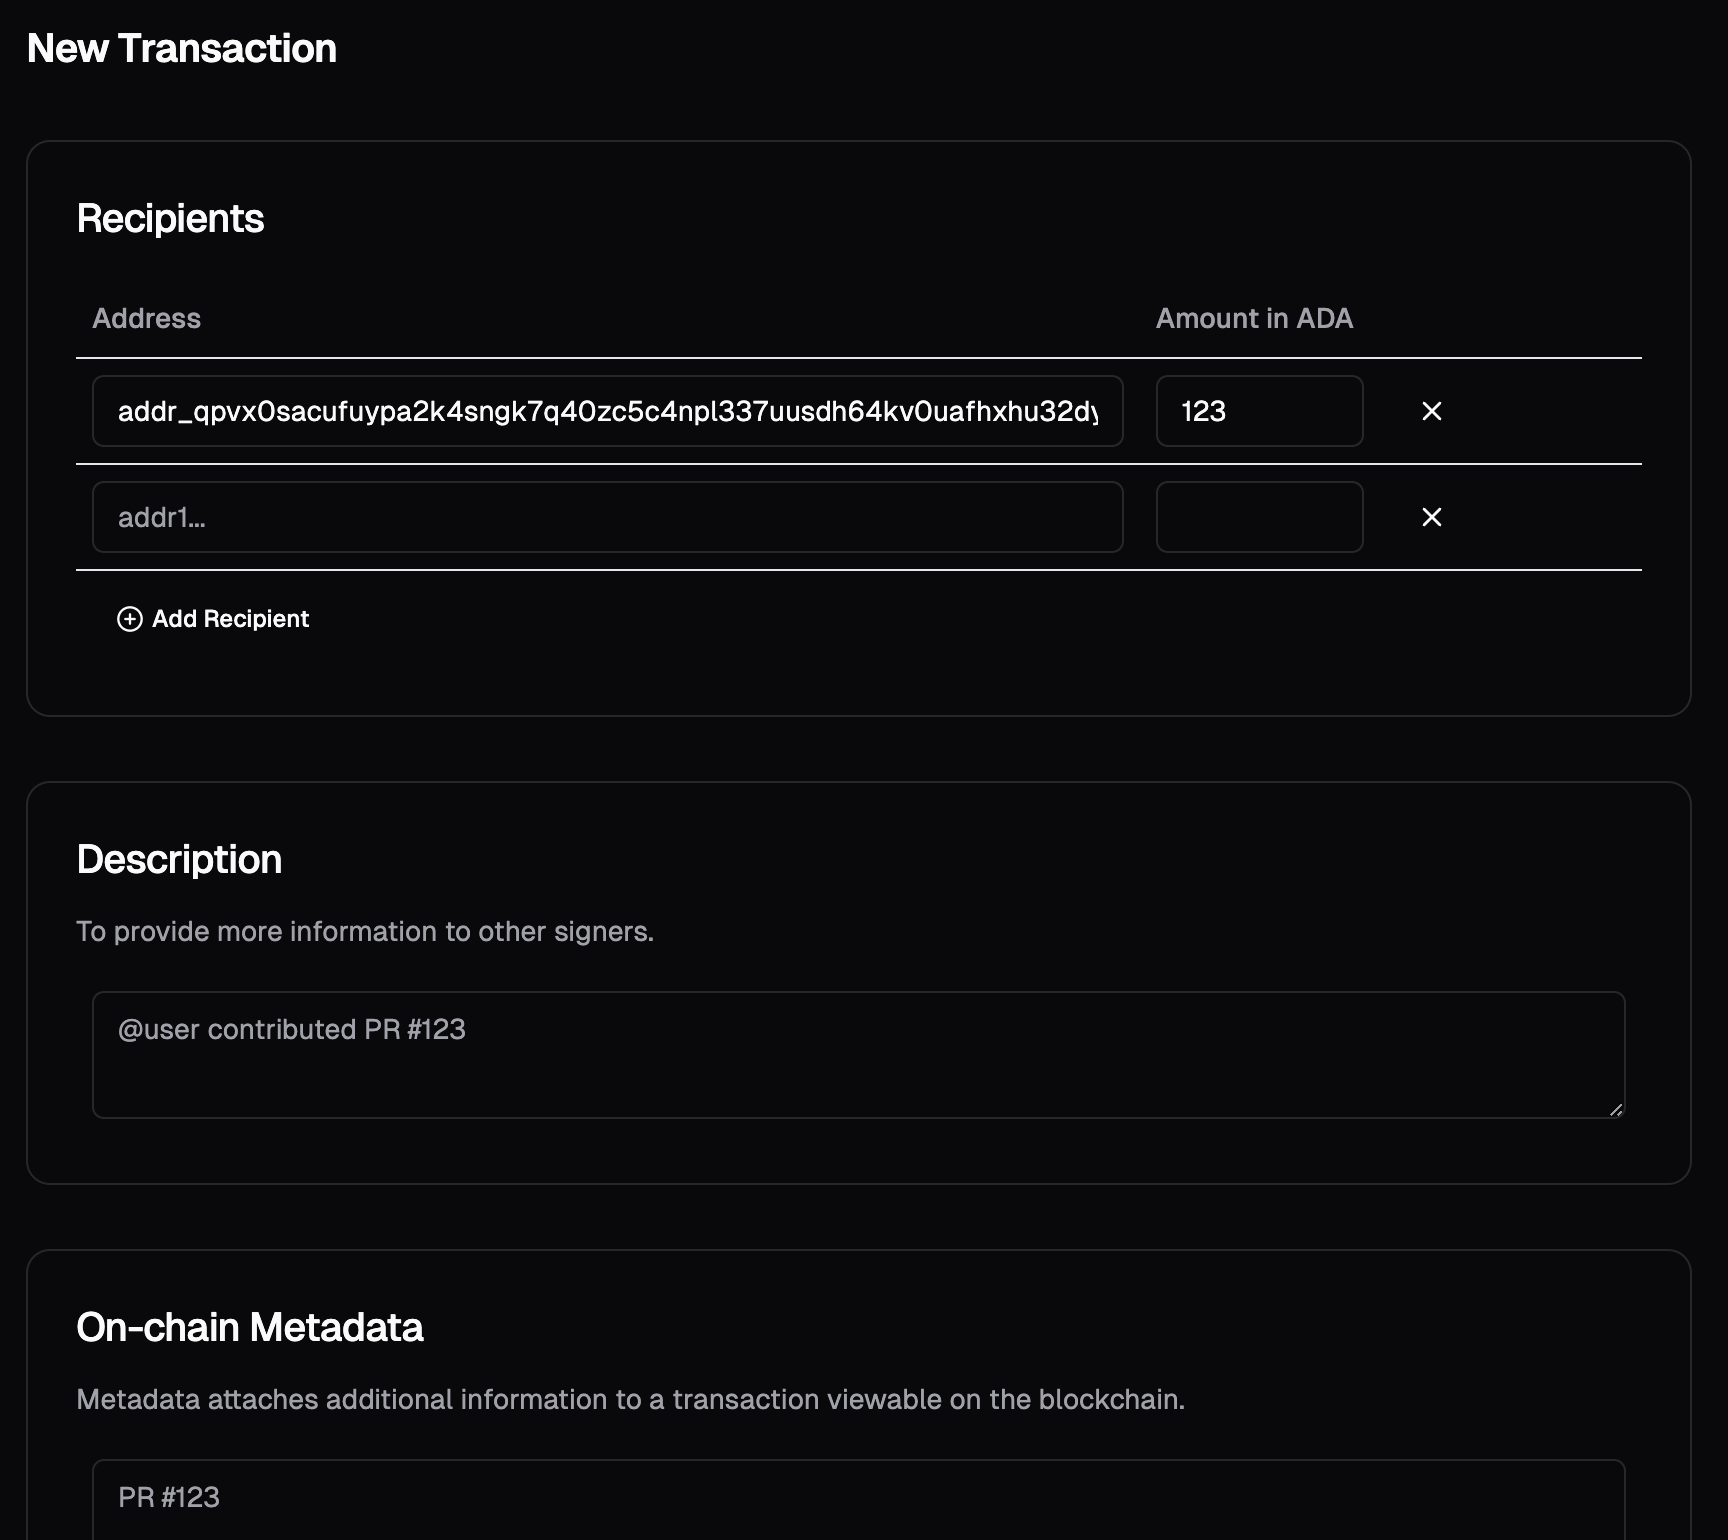 New Transaction
Recipients
Address Amount in ADA
addr_qpvx0sacufuypa2k4sngk7q40zc5c4npl337uusdh64kv0uafhxhu32dy 123
addr1...
Add Recipient
Description
To provide more information to other signers.
@user contributed PR #123
On-chain Metadata
Metadata attaches additional information to a transaction viewable on the blockchain.
PR #123